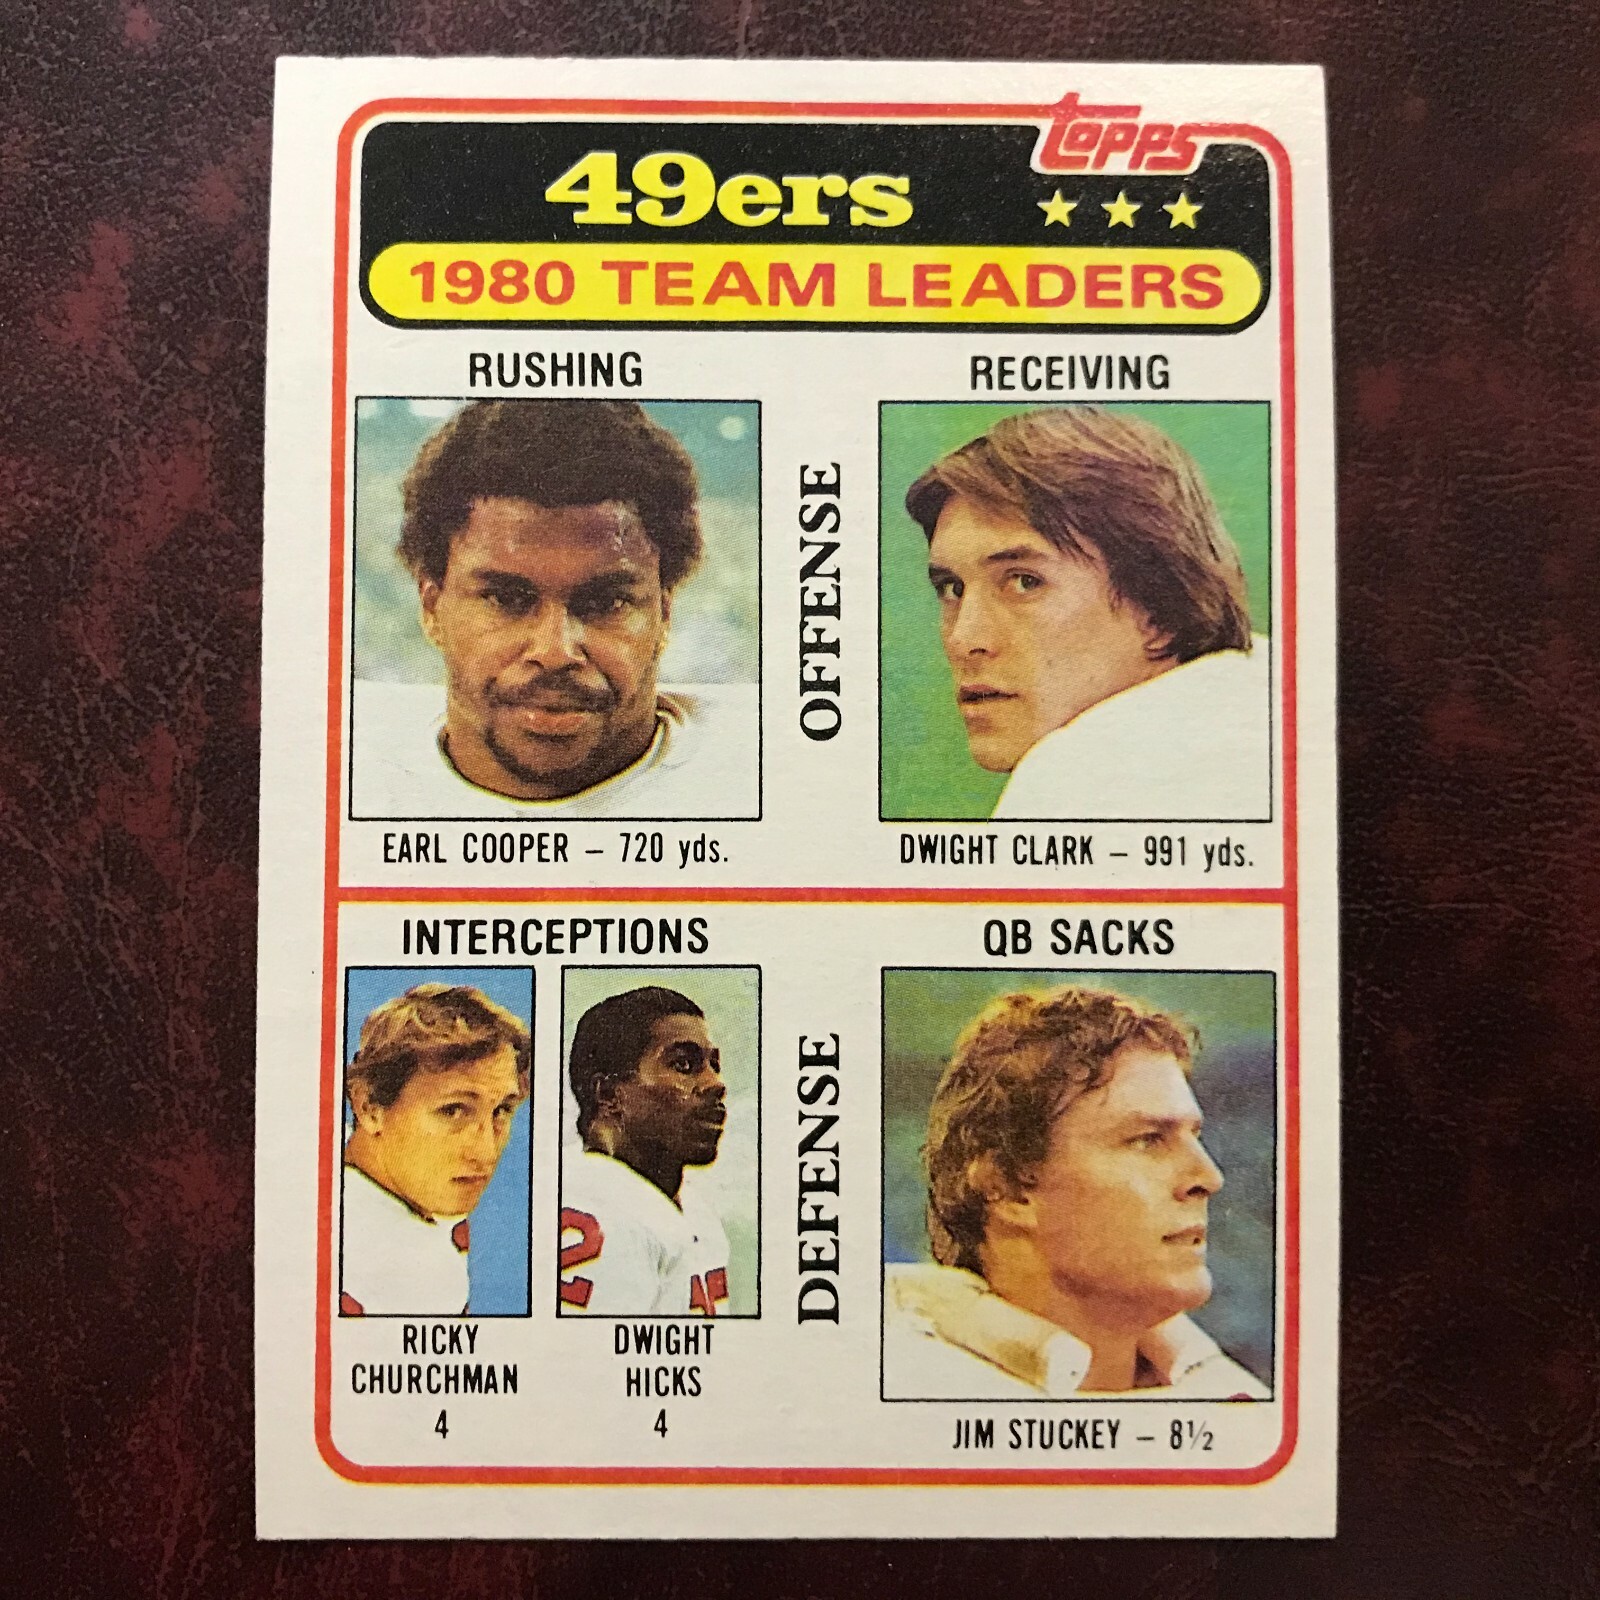 topps
49ers
1980 TEAM LEADERS
RUSHING
RECEIVING
OFFENSE
EARL COOPER – 720 yds.
DWIGHT CLARK – 991 yds.
INTERCEPTIONS
QB SACKS
DEFENSE
2
RICKY
CHURCHMAN
4
DWIGHT
HICKS
4
JIM STUCKEY – 8½